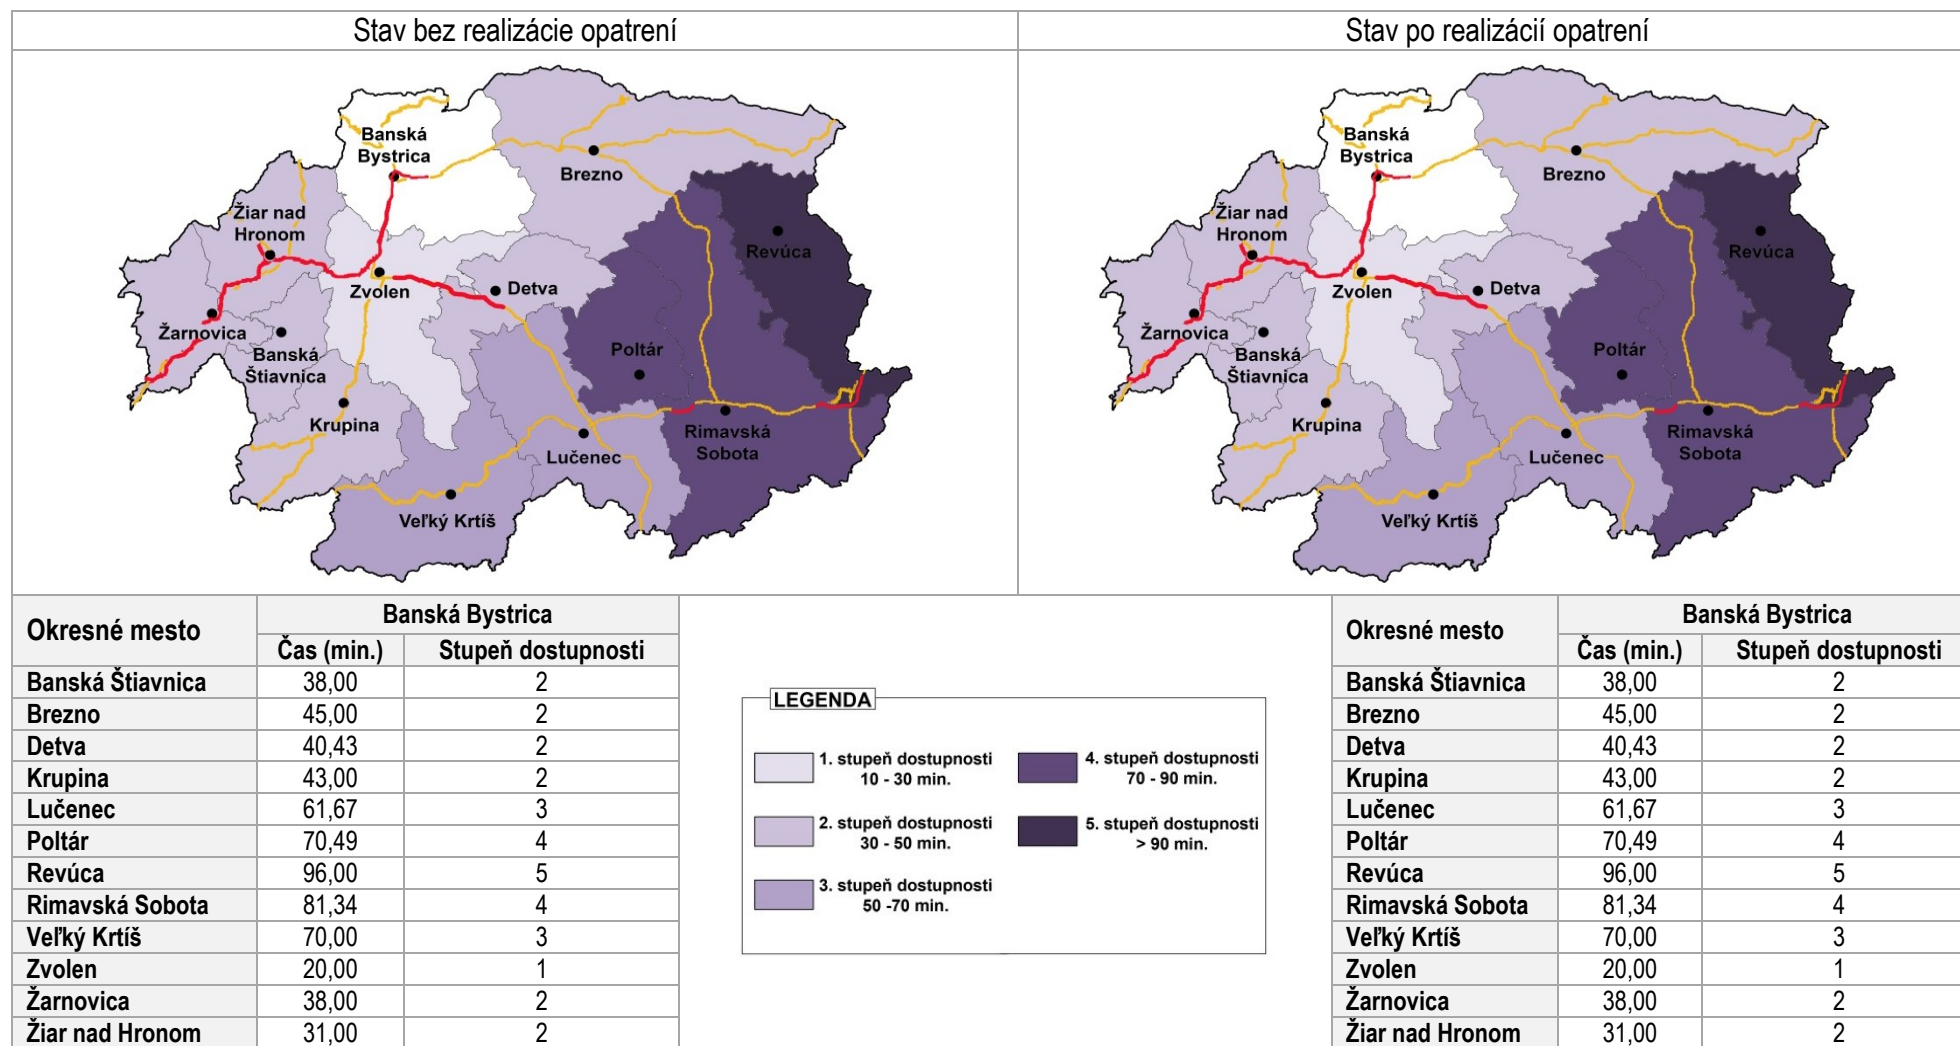 Stav bez realizácie opatrení
Stav po realizácií opatrení
Banská
Bystrica
Brezno
Žiar nad
Hronom
Revúca
Zvolen
Detva
Žarnovica
Banská
Štiavnica
Poltár
Krupina
Rimavská
Sobota
Lučenec
Veľký Krtíš
Banská
Bystrica
Brezno
Žiar nad
Hronom
Revúca
Zvolen
Detva
Žarnovica
Banská
Štiavnica
Poltár
Krupina
Rimavská
Sobota
Lučenec
Veľký Krtíš
Okresné mesto
Banská Bystrica
Čas (min.) Stupeň dostupnosti
Banská Štiavnica 38,00 2
Brezno 45,00 2
Detva 40,43 2
Krupina 43,00 2
Lučenec 61,67 3
Poltár 70,49 4
Revúca 96,00 5
Rimavská Sobota 81,34 4
Veľký Krtíš 70,00 3
Zvolen 20,00 1
Žarnovica 38,00 2
Žiar nad Hronom 31,00 2
LEGENDA
1. stupeň dostupnosti
10 - 30 min.
2. stupeň dostupnosti
30 - 50 min.
3. stupeň dostupnosti
50 -70 min.
4. stupeň dostupnosti
70 - 90 min.
5. stupeň dostupnosti
> 90 min.
Okresné mesto
Banská Bystrica
Čas (min.) Stupeň dostupnosti
Banská Štiavnica 38,00 2
Brezno 45,00 2
Detva 40,43 2
Krupina 43,00 2
Lučenec 61,67 3
Poltár 70,49 4
Revúca 96,00 5
Rimavská Sobota 81,34 4
Veľký Krtíš 70,00 3
Zvolen 20,00 1
Žarnovica 38,00 2
Žiar nad Hronom 31,00 2